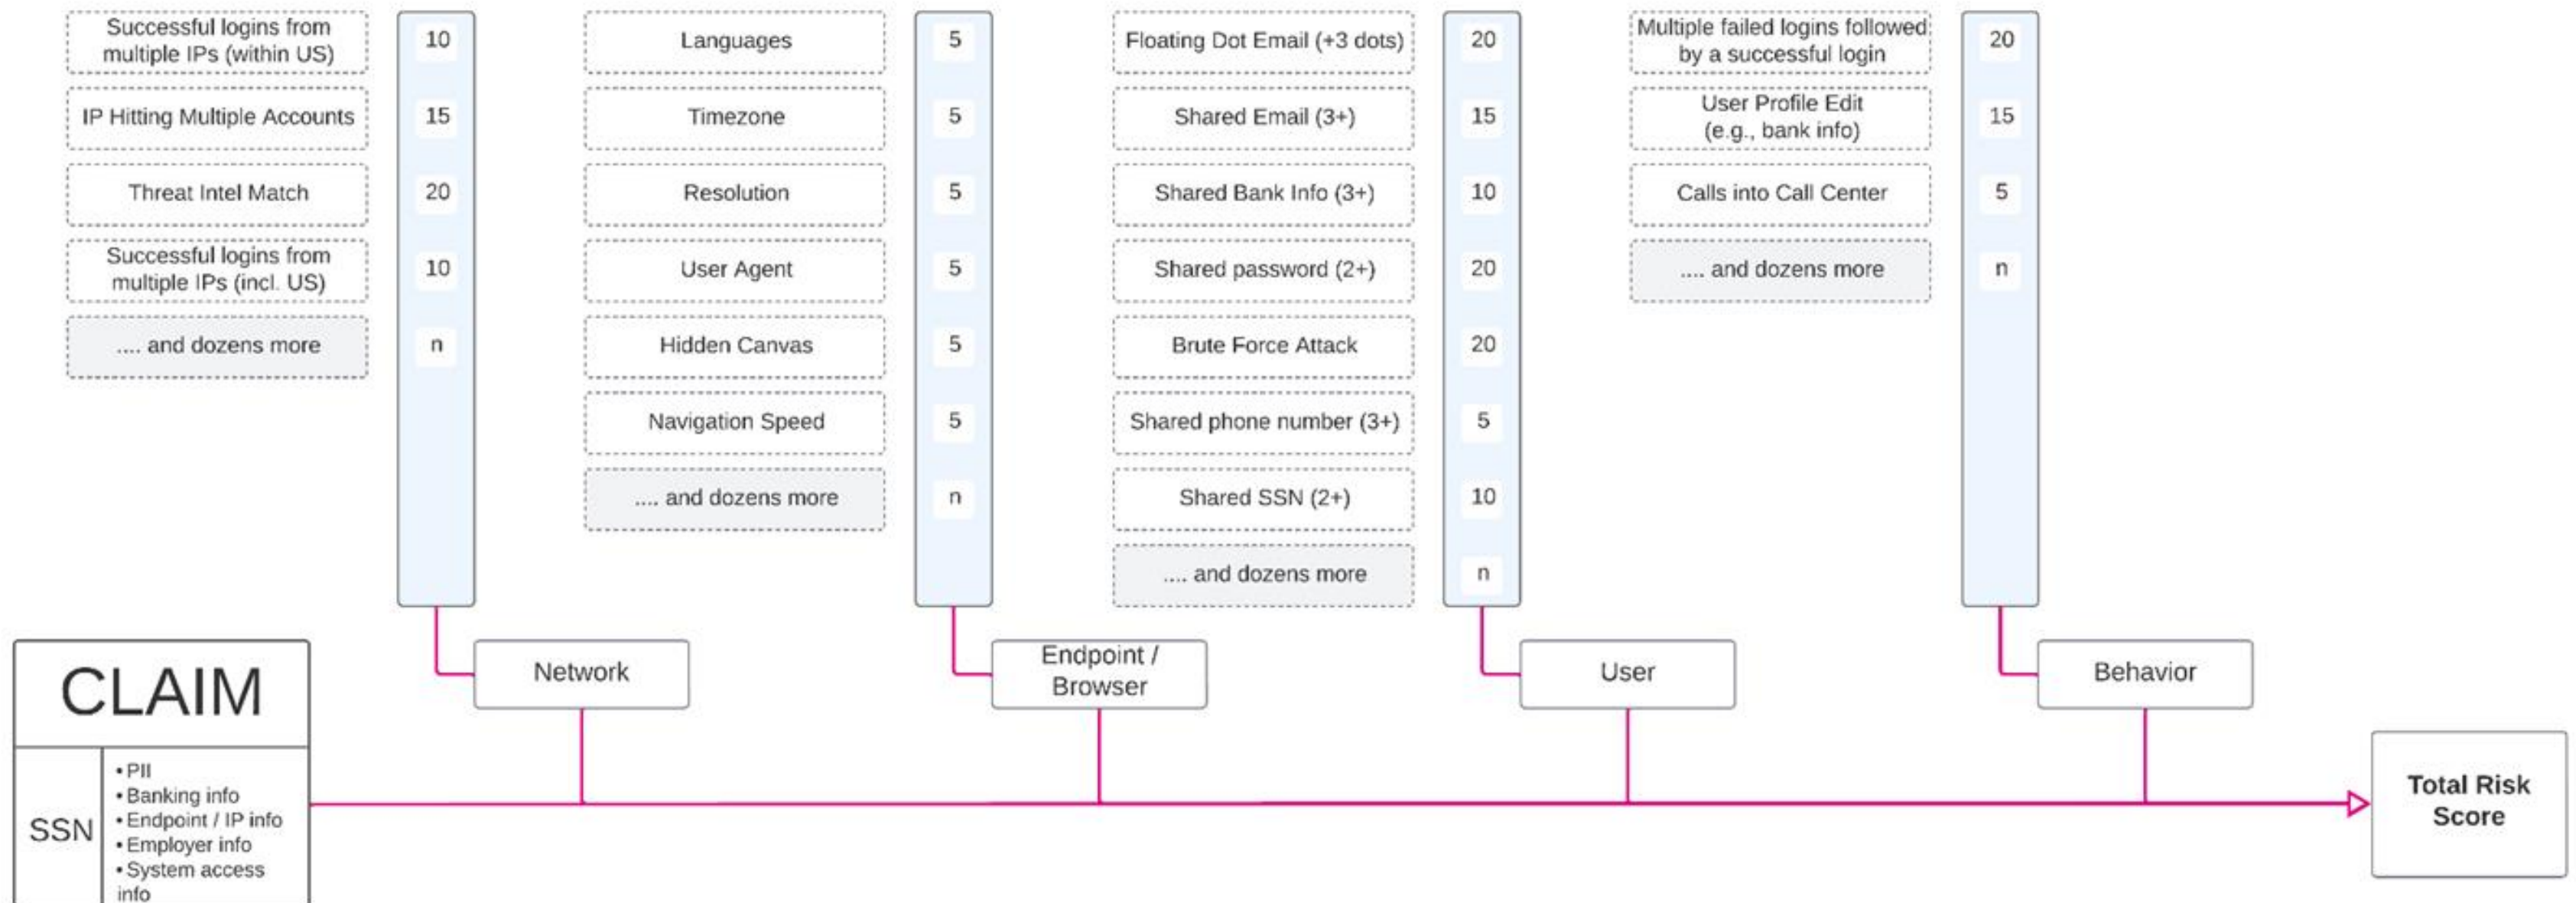 Successful logins from
multiple IPs (within US)
10
IP Hitting Multiple Accounts
15
Threat Intel Match
20
Successful logins from
multiple IPs (incl. US)
10
.... and dozens more
n
Languages
5
Timezone
5
Resolution
5
User Agent
5
Hidden Canvas
5
Navigation Speed
5
.... and dozens more
n
Floating Dot Email (+3 dots)
20
Shared Email (3+)
15
Shared Bank Info (3+)
10
Shared password (2+)
20
Brute Force Attack
20
Shared phone number (3+)
5
Shared SSN (2+)
10
.... and dozens more
n
Multiple failed logins followed
by a successful login
20
User Profile Edit
(e.g., bank info)
15
Calls into Call Center
5
.... and dozens more
n
Network
Endpoint /
Browser
User
Behavior
CLAIM
SSN
• PII
• Banking info
• Endpoint / IP info
• Employer info
• System access
info
Total Risk
Score